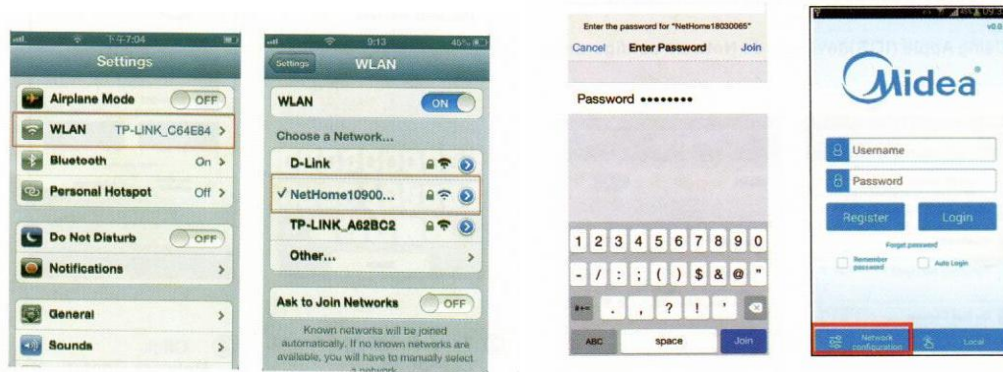 下午7:04
Settings
Airplane Mode OFF
WLAN TP-LINK_C64E84
Bluetooth On
Personal Hotspot Off
Do Not Disturb OFF
Notifications
General
Sounds
9:13 45%
Settings WLAN
WLAN ON
Choose a Network...
D-Link
✓ NetHome10900...
TP-LINK_A62BC2
Other...
Ask to Join Networks OFF
Known networks will be joined
automatically. If no known networks are
available, you will have to manually select
a network.
Enter the password for "NetHome18030065"
Cancel Enter Password Join
Password ••••••••
1 2 3 4 5 6 7 8 9 0
- / : ; ( ) $ & @ "
#+= . , ? ! '
ABC space Join
Midea
Username
Password
Register Login
Forget password
Remember
password Auto Login
Network
configuration Local